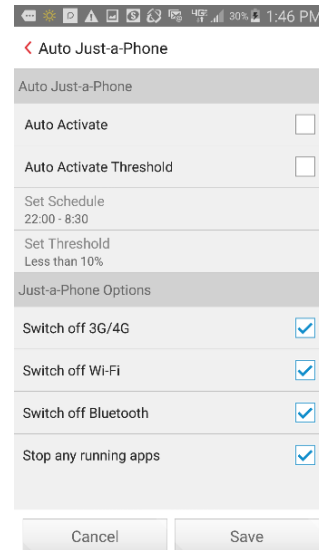 30% 1:46 PM
Auto Just-a-Phone
Auto Just-a-Phone
Auto Activate
Auto Activate Threshold
Set Schedule
22:00 - 8:30
Set Threshold
Less than 10%
Just-a-Phone Options
Switch off 3G/4G
Switch off Wi-Fi
Switch off Bluetooth
Stop any running apps
Cancel Save